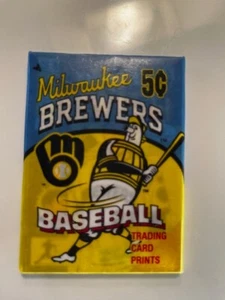 Milwaukee 5¢
BREWERS
BASEBALL
TRADING
CARD
PRINTS